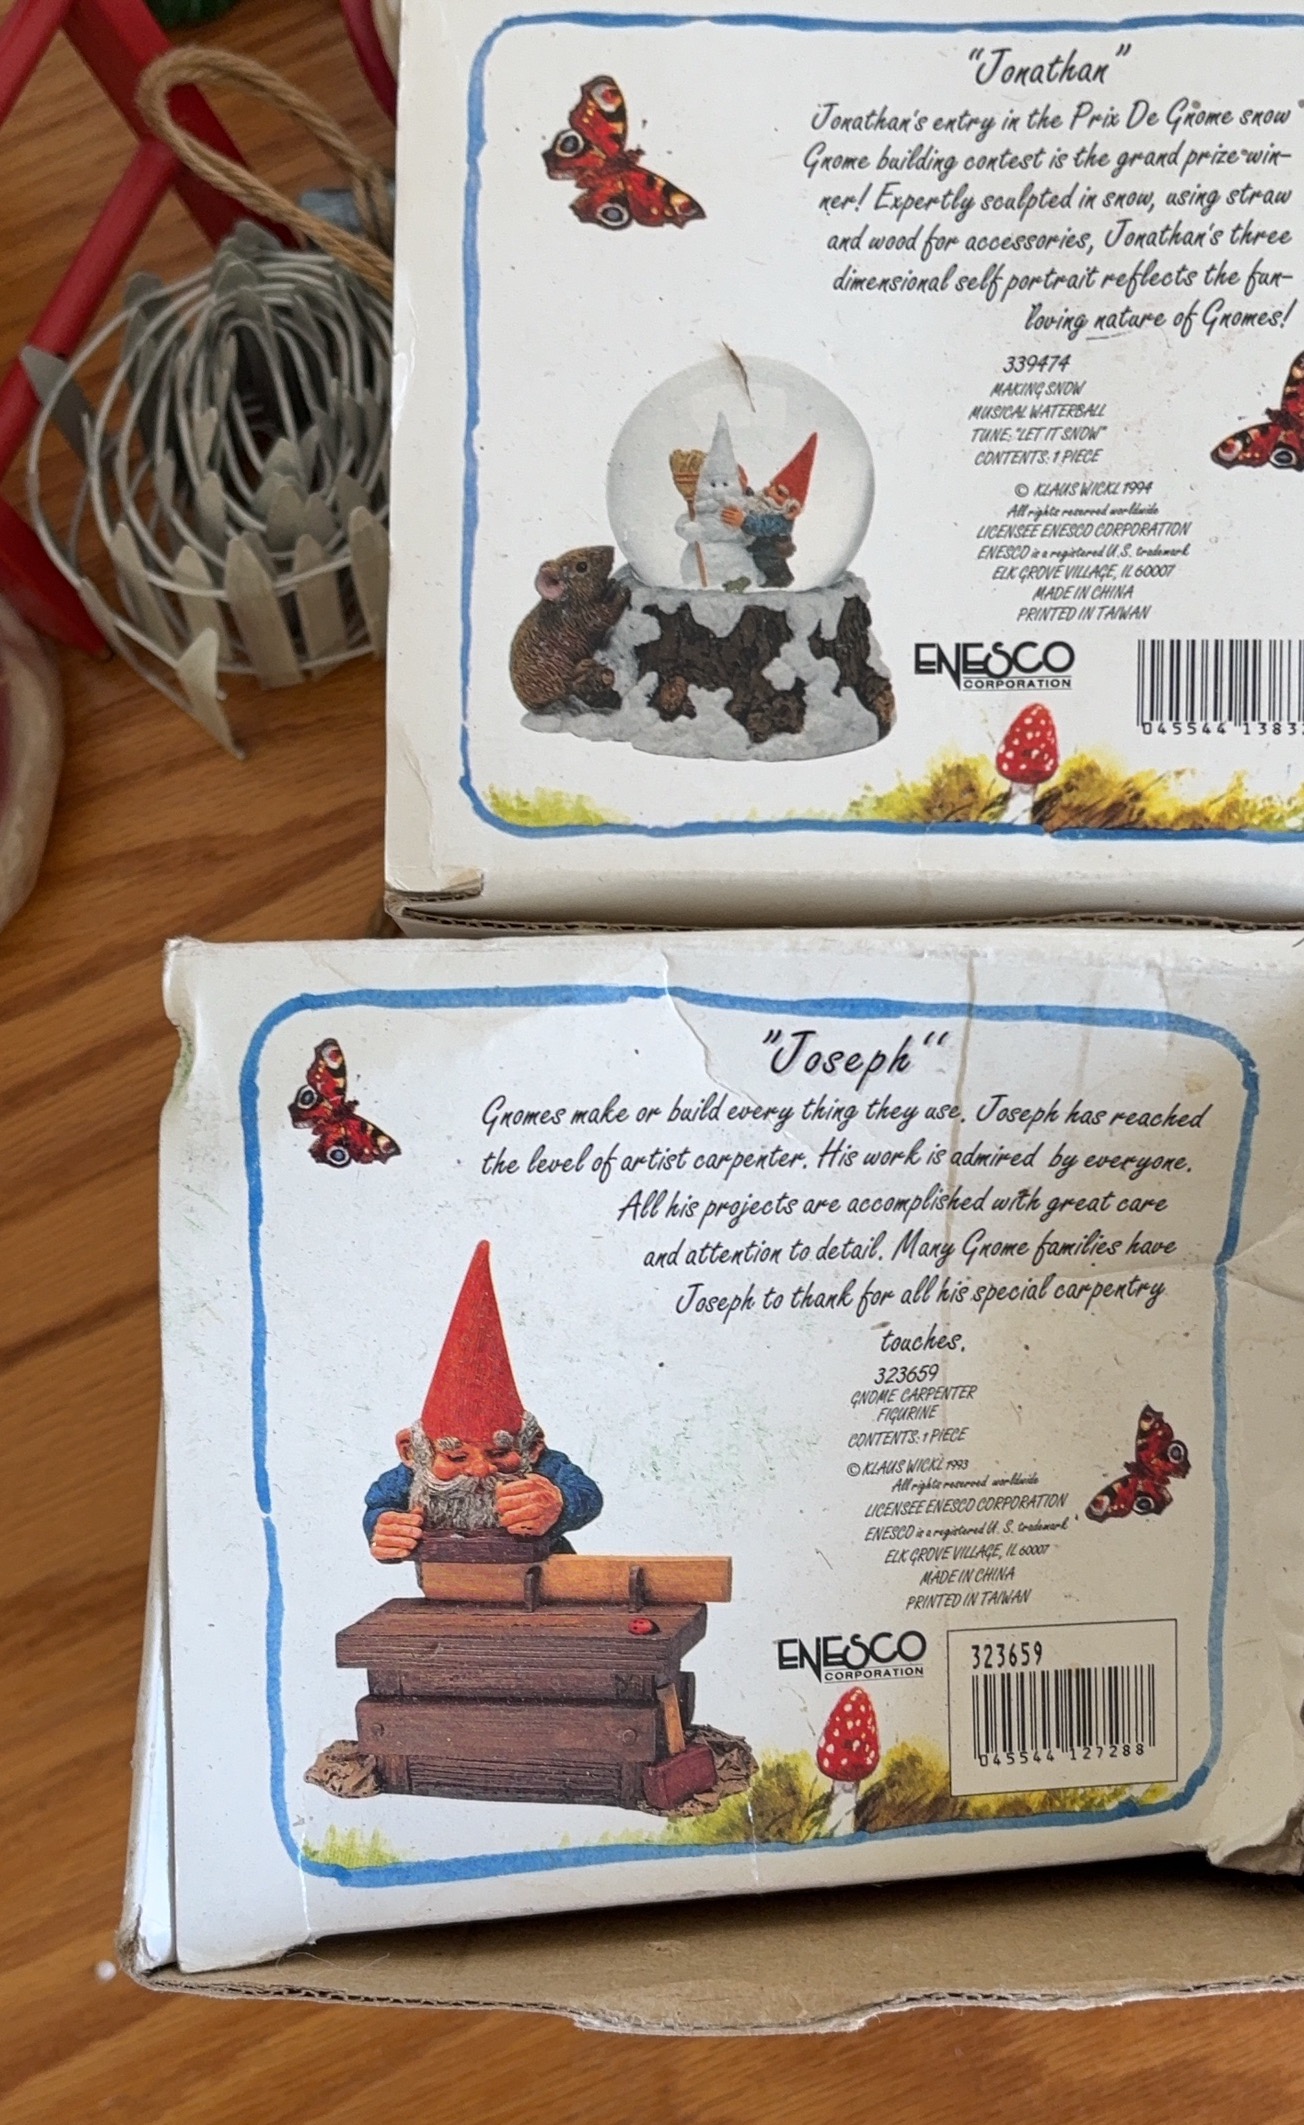 "Jonathan"
Jonathan's entry in the Prix De Gnome snow
Gnome building contest is the grand prize win-
ner! Expertly sculpted in snow, using straw
and wood for accessories, Jonathan's three
dimensional self portrait reflects the fun-
loving nature of Gnomes!
339474
MAKING SNOW
MUSICAL WATERBALL
TUNE: "LET IT SNOW"
CONTENTS: 1 PIECE
© KLAUS WICKL 1994
All rights reserved worldwide
LICENSEE ENESCO CORPORATION
ENESCO is a registered U.S. trademark
ELK GROVE VILLAGE, IL 60007
MADE IN CHINA
PRINTED IN TAIWAN
ENESCO
CORPORATION
045544 1383
"Joseph"
Gnomes make or build every thing they use. Joseph has reached
the level of artist carpenter. His work is admired by everyone.
All his projects are accomplished with great care
and attention to detail. Many Gnome families have
Joseph to thank for all his special carpentry
touches.
323659
GNOME CARPENTER
FIGURINE
CONTENTS: 1 PIECE
© KLAUS WICKL 1993
All rights reserved worldwide
LICENSEE ENESCO CORPORATION
ENESCO is a registered U. S. trademark
ELK GROVE VILLAGE, IL 60007
MADE IN CHINA
PRINTED IN TAIWAN
ENESCO
CORPORATION
323659
045544 127288